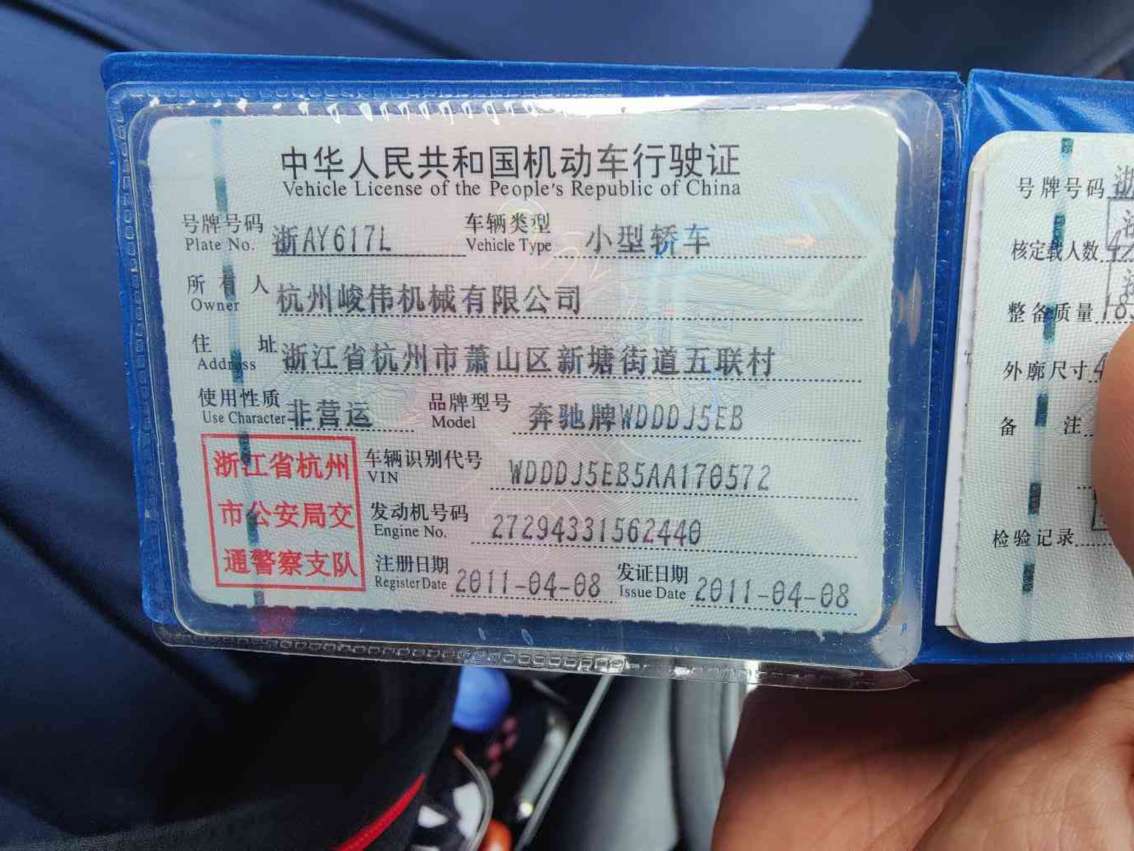 中华人民共和国机动车行驶证
Vehicle License of the People's Republic of China
号牌号码 浙AY617L 车辆类型 小型轿车
Plate No. Vehicle Type
所有人 杭州峻伟机械有限公司
Owner
住址 浙江省杭州市萧山区新塘街道五联村
Address
使用性质 非营运 品牌型号 奔驰牌WDDDJ5EB
Use Character Model
浙江省杭州
市公安局交
通警察支队
车辆识别代号 WDDDJ5EB5AA170572
VIN
发动机号码 27294331562440
Engine No.
注册日期 2011-04-08 发证日期 2011-04-08
Register Date Issue Date
号牌号码 浙
核定载人数
整备质量
外廓尺寸
备注
检验记录